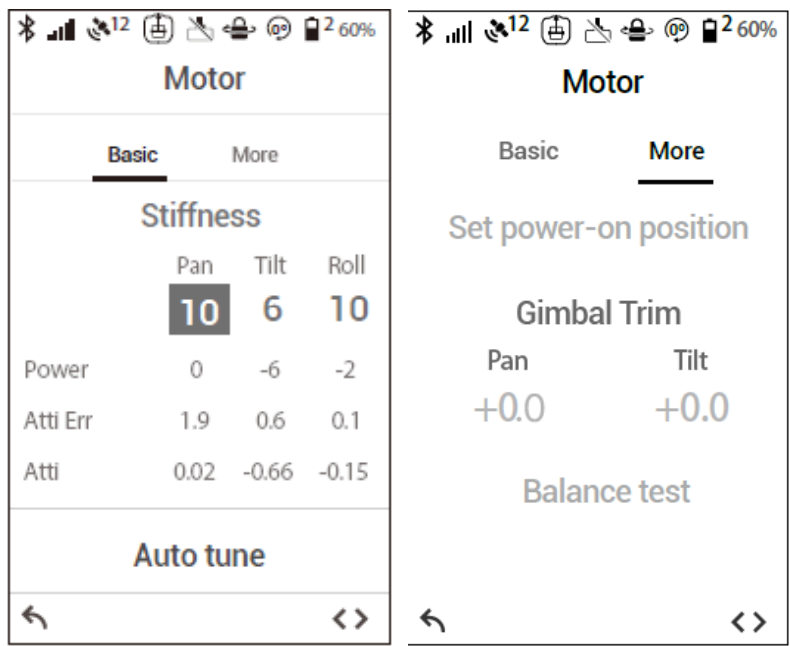 12 0° 2 60%
Motor
Basic More
Stiffness
Pan Tilt Roll
10 6 10
Power 0 -6 -2
Atti Err 1.9 0.6 0.1
Atti 0.02 -0.66 -0.15
Auto tune
12 0° 2 60%
Motor
Basic More
Set power-on position
Gimbal Trim
Pan Tilt
+0.0 +0.0
Balance test